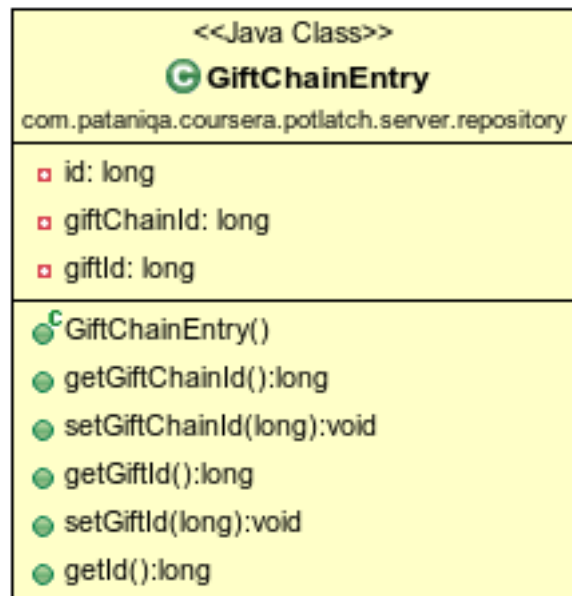 <<Java Class>>
C GiftChainEntry
com.pataniqa.coursera.potlatch.server.repository
id: long
giftChainId: long
giftId: long
C GiftChainEntry()
getGiftChainId():long
setGiftChainId(long):void
getGiftId():long
setGiftId(long):void
getId():long